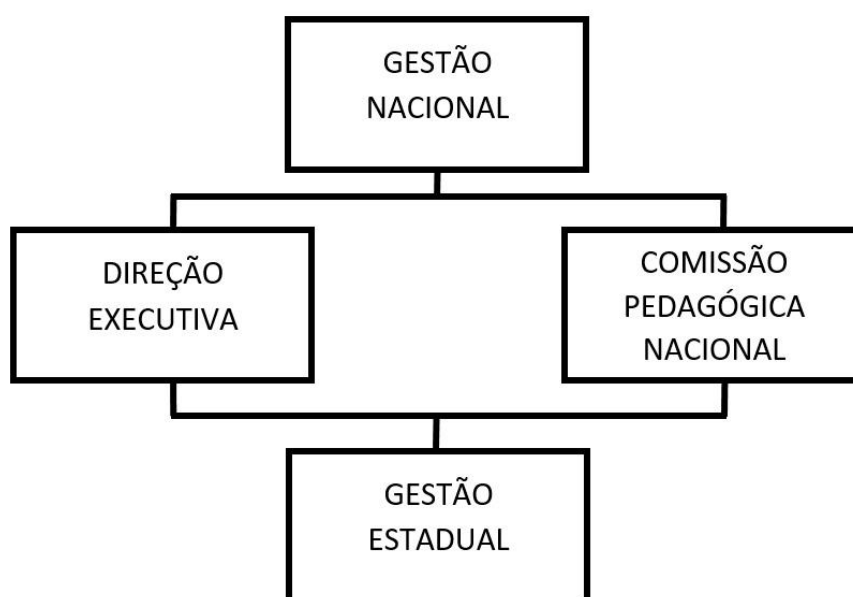 GESTÃO
NACIONAL
DIREÇÃO
EXECUTIVA
COMISSÃO
PEDAGÓGICA
NACIONAL
GESTÃO
ESTADUAL